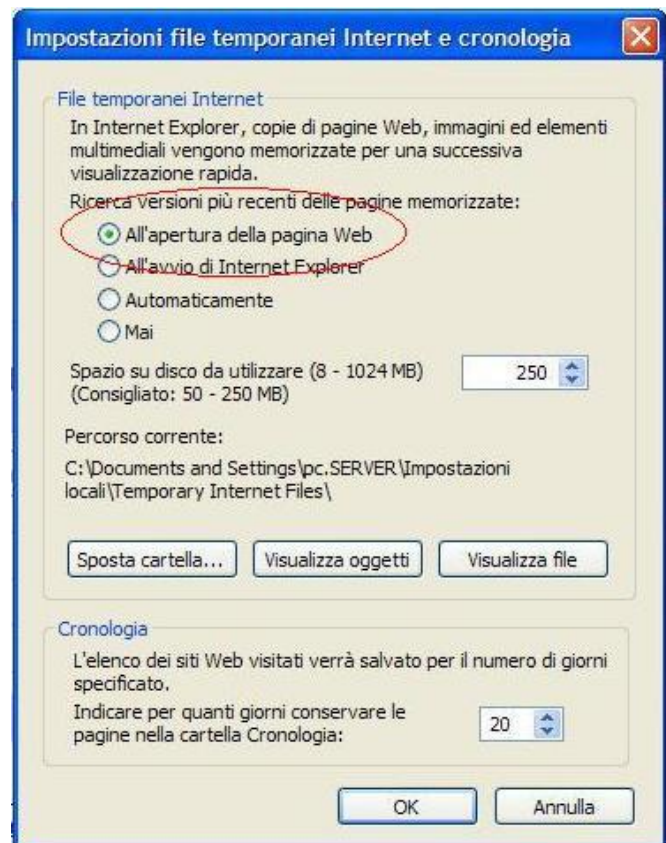 Impostazioni file temporanei Internet e cronologia
File temporanei Internet
In Internet Explorer, copie di pagine Web, immagini ed elementi
multimediali vengono memorizzate per una successiva
visualizzazione rapida.
Ricerca versioni più recenti delle pagine memorizzate:
All'apertura della pagina Web
All'avvio di Internet Explorer
Automaticamente
Mai
Spazio su disco da utilizzare (8 - 1024 MB) 250
(Consigliato: 50 - 250 MB)
Percorso corrente:
C:\Documents and Settings\pc.SERVER\Impostazioni
locali\Temporary Internet Files\
Sposta cartella... Visualizza oggetti Visualizza file
Cronologia
L'elenco dei siti Web visitati verrà salvato per il numero di giorni
specificato.
Indicare per quanti giorni conservare le
pagine nella cartella Cronologia: 20
OK Annulla